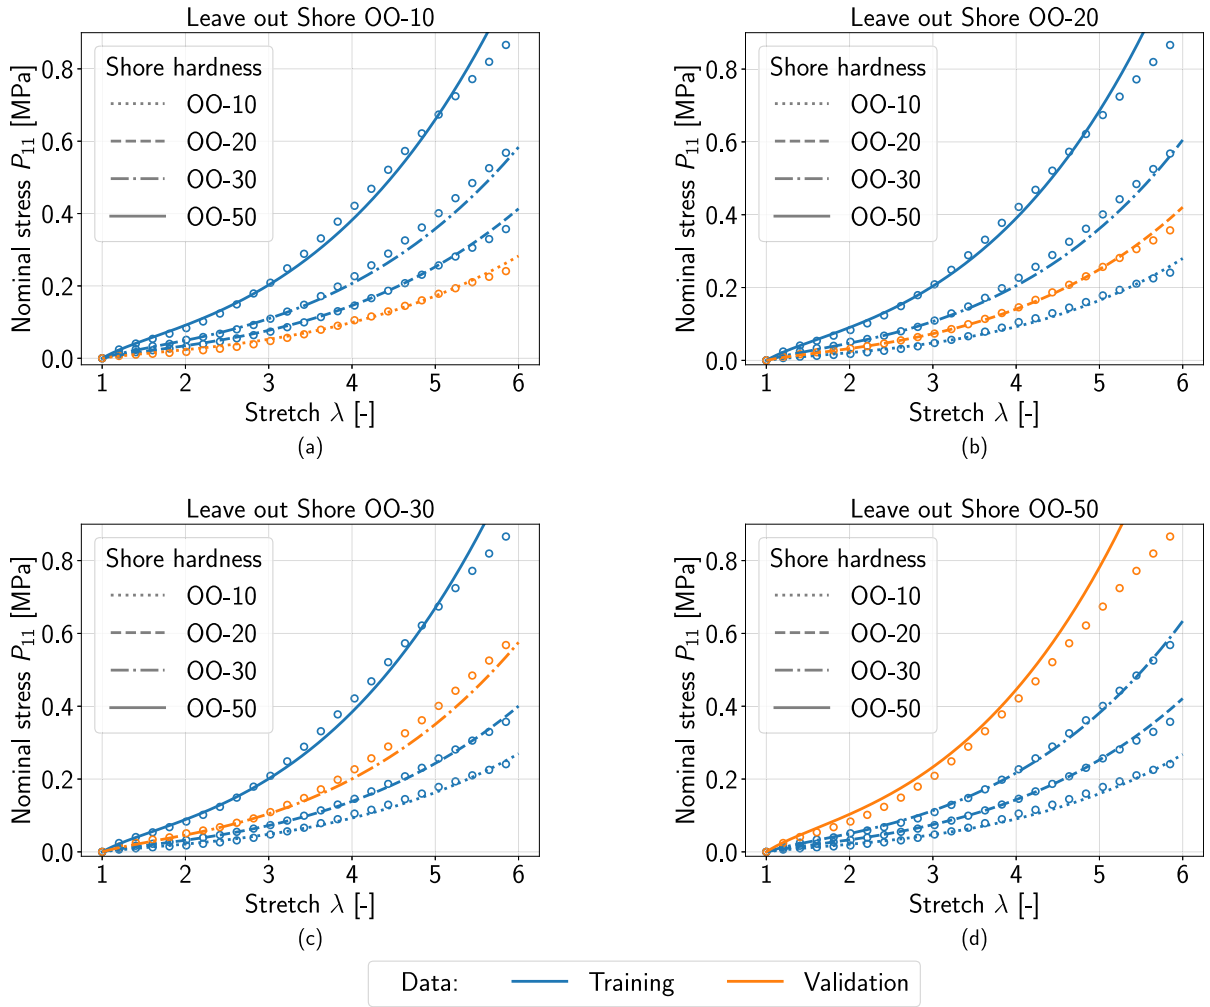 Leave out Shore OO-10
Nominal stress P₁₁ [MPa]
0.8
0.6
0.4
0.2
0.0
Shore hardness
OO-10
OO-20
OO-30
OO-50
1 2 3 4 5 6
Stretch λ [-]
(a)
Leave out Shore OO-20
Nominal stress P₁₁ [MPa]
0.8
0.6
0.4
0.2
0.0
Shore hardness
OO-10
OO-20
OO-30
OO-50
1 2 3 4 5 6
Stretch λ [-]
(b)
Leave out Shore OO-30
Nominal stress P₁₁ [MPa]
0.8
0.6
0.4
0.2
0.0
Shore hardness
OO-10
OO-20
OO-30
OO-50
1 2 3 4 5 6
Stretch λ [-]
(c)
Leave out Shore OO-50
Nominal stress P₁₁ [MPa]
0.8
0.6
0.4
0.2
0.0
Shore hardness
OO-10
OO-20
OO-30
OO-50
1 2 3 4 5 6
Stretch λ [-]
(d)
Data: Training Validation